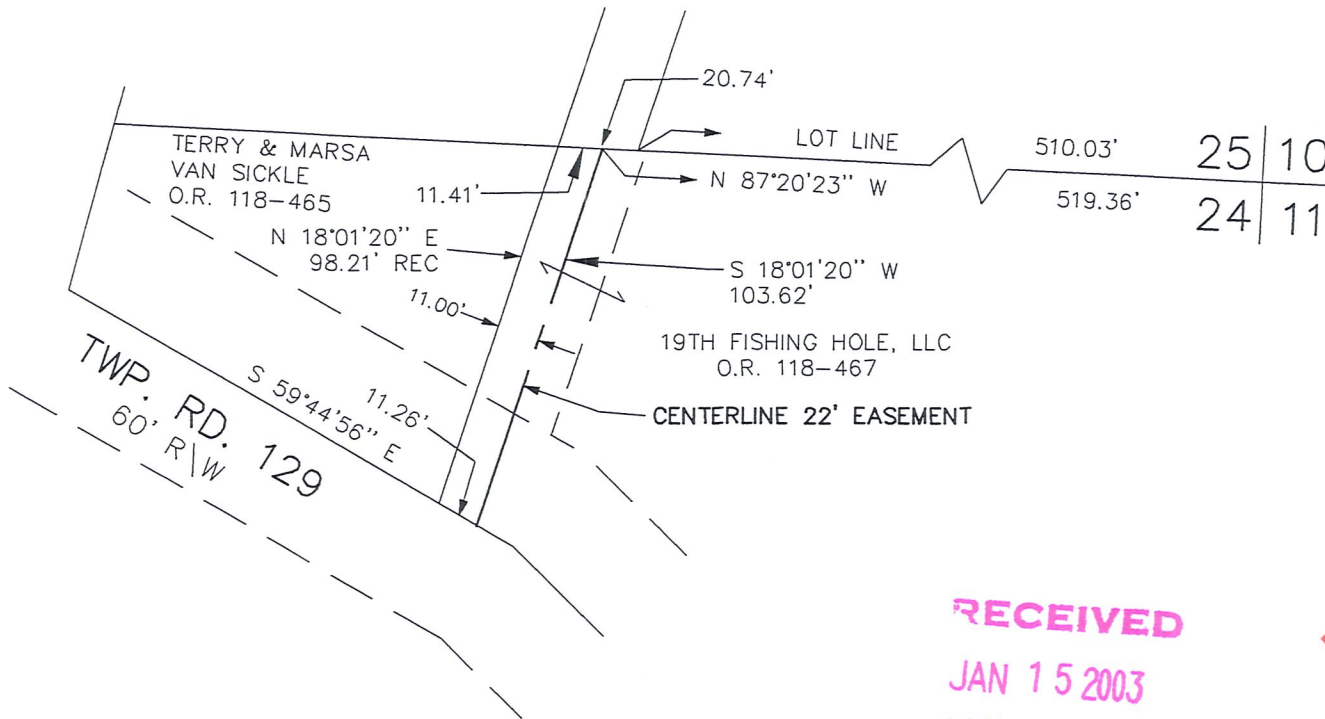 20.74'
TERRY & MARSA
VAN SICKLE
O.R. 118-465
LOT LINE
510.03'
25
10
N 87°20'23" W
519.36'
24
11
11.41'
N 18°01'20" E
98.21' REC
S 18°01'20" W
103.62'
11.00'
19TH FISHING HOLE, LLC
O.R. 118-467
CENTERLINE 22' EASEMENT
S 59°44'56" E
11.26'
TWP. RD. 129
60' R\W
RECEIVED
JAN 15 2003